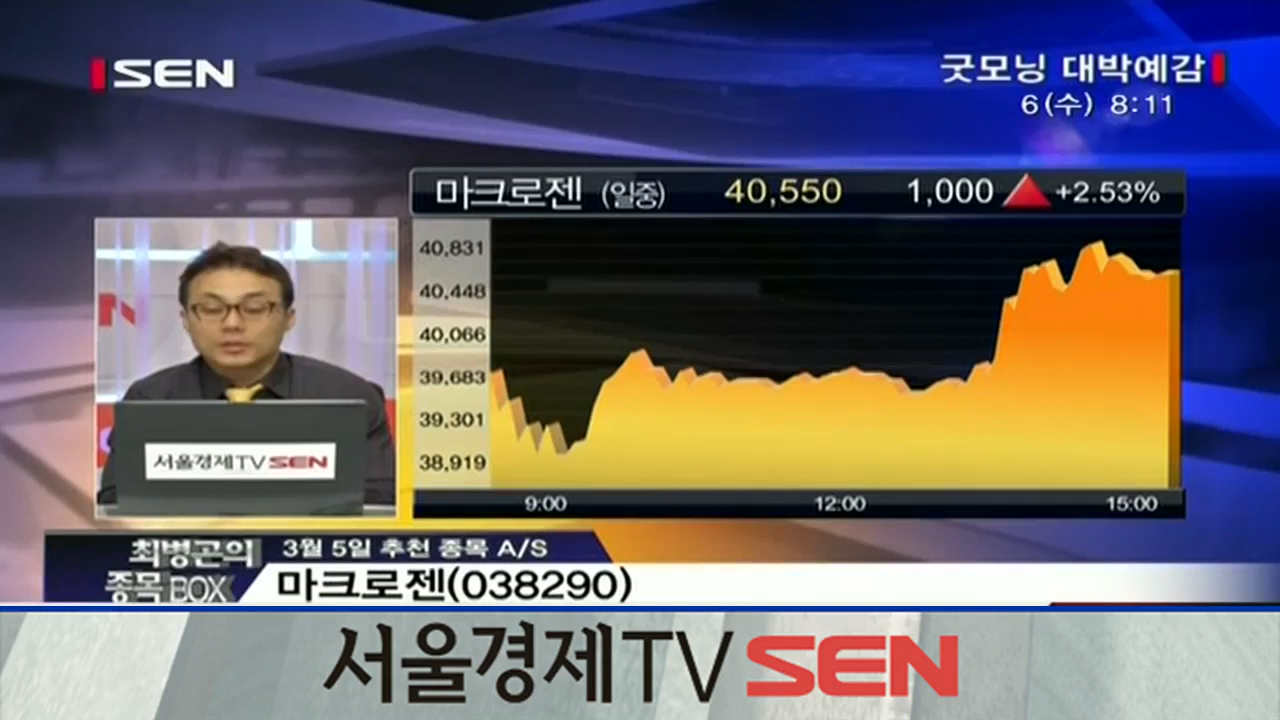 SEN
굿모닝 대박예감
6(수) 8:11
마크로젠 (일중) 40,550 1,000 +2.53%
40,831
40,448
40,066
39,683
39,301
38,919
9:00 12:00 15:00
N
서울경제TV SEN
최병곤의
종목 BOX
3월 5일 추천 종목 A/S
마크로젠(038290)
서울경제TV SEN